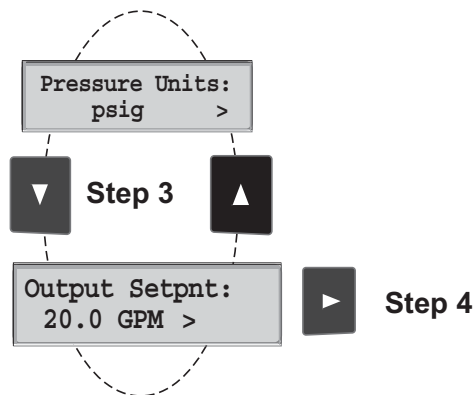 Pressure Units:
psig >
Step 3
Output Setpnt:
20.0 GPM >
Step 4